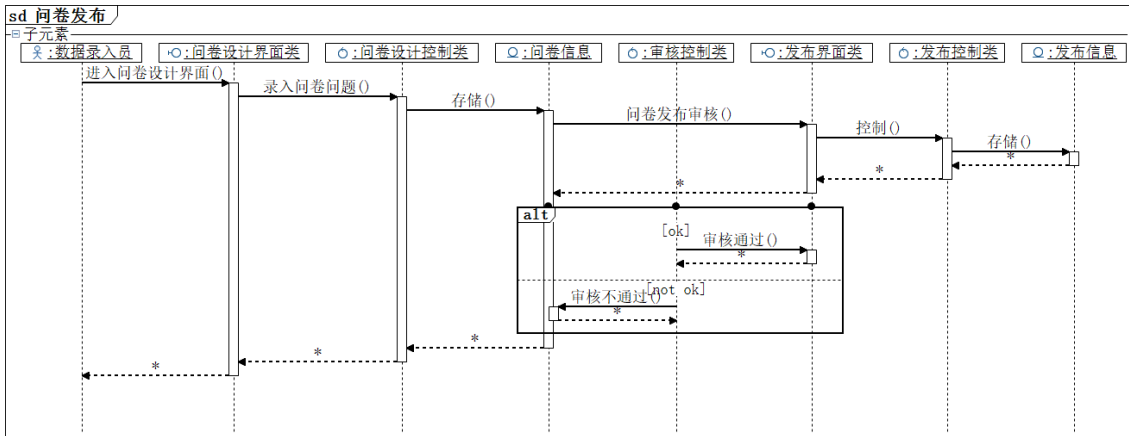 sd 问卷发布
子元素
:数据录入员 :问卷设计界面类 :问卷设计控制类 :问卷信息 :审核控制类 :发布界面类 :发布控制类 :发布信息
进入问卷设计界面()
录入问卷问题()
存储()
问卷发布审核()
控制()
存储()
*
*
*
alt
[ok]
审核通过()
*
[not ok]
审核不通过()
*
*
*
*